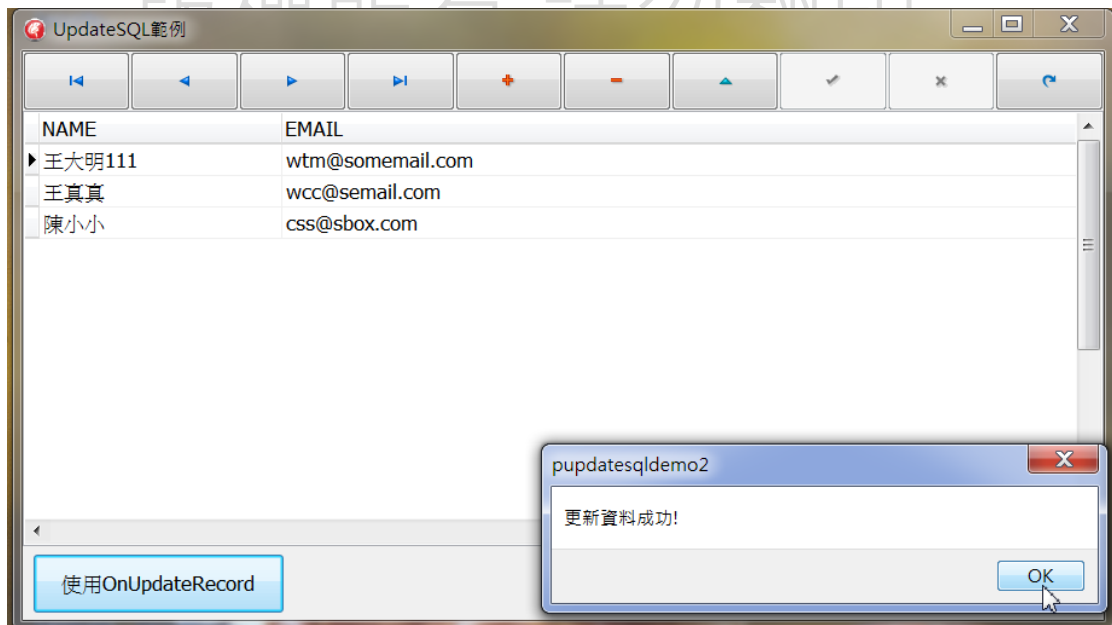 UpdateSQL範例
NAME EMAIL
王大明111 wtm@somemail.com
王真真 wcc@semail.com
陳小小 css@sbox.com
pupdatesqldemo2
更新資料成功!
OK
使用OnUpdateRecord